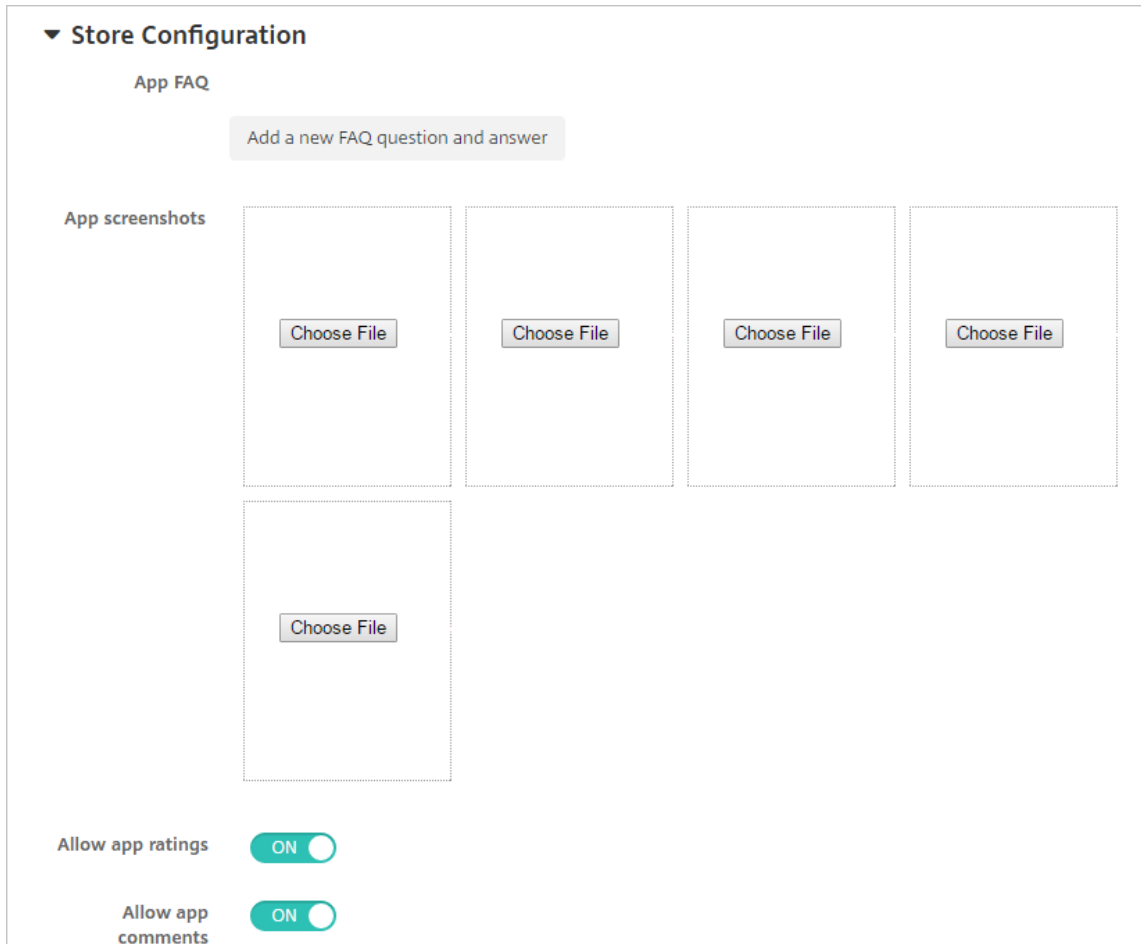 Store Configuration
App FAQ
Add a new FAQ question and answer
App screenshots
Choose File
Choose File
Choose File
Choose File
Choose File
Allow app ratings
ON
Allow app
comments
ON